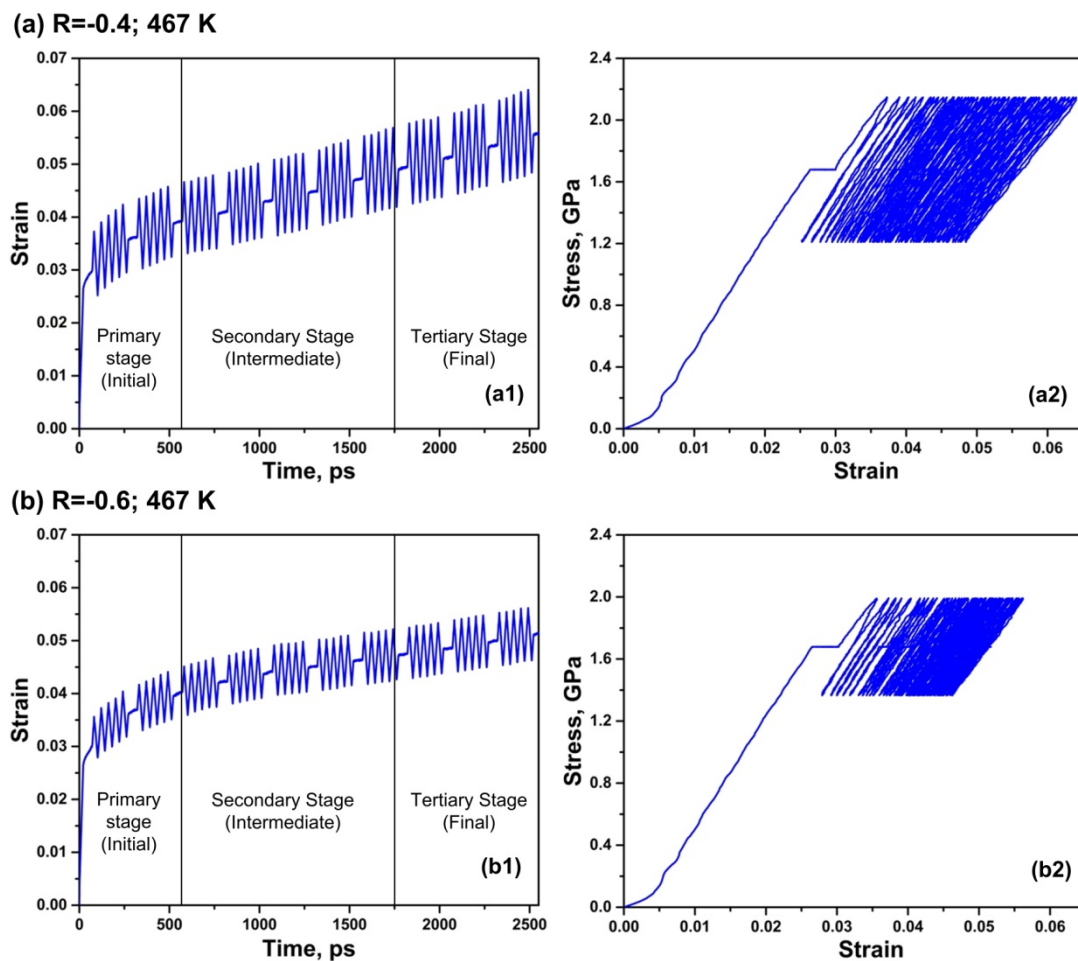 (a) R=-0.4; 467 K
0.07
0.06
0.05
0.04
0.03
0.02
0.01
0.00
Strain
Primary
stage
(Initial)
Secondary Stage
(Intermediate)
Tertiary Stage
(Final)
(a1)
0 500 1000 1500 2000 2500
Time, ps
2.4
2.0
1.6
1.2
0.8
0.4
0.0
Stress, GPa
(a2)
0.00 0.01 0.02 0.03 0.04 0.05 0.06
Strain
(b) R=-0.6; 467 K
0.07
0.06
0.05
0.04
0.03
0.02
0.01
0.00
Strain
Primary
stage
(Initial)
Secondary Stage
(Intermediate)
Tertiary Stage
(Final)
(b1)
0 500 1000 1500 2000 2500
Time, ps
2.4
2.0
1.6
1.2
0.8
0.4
0.0
Stress, GPa
(b2)
0.00 0.01 0.02 0.03 0.04 0.05 0.06
Strain